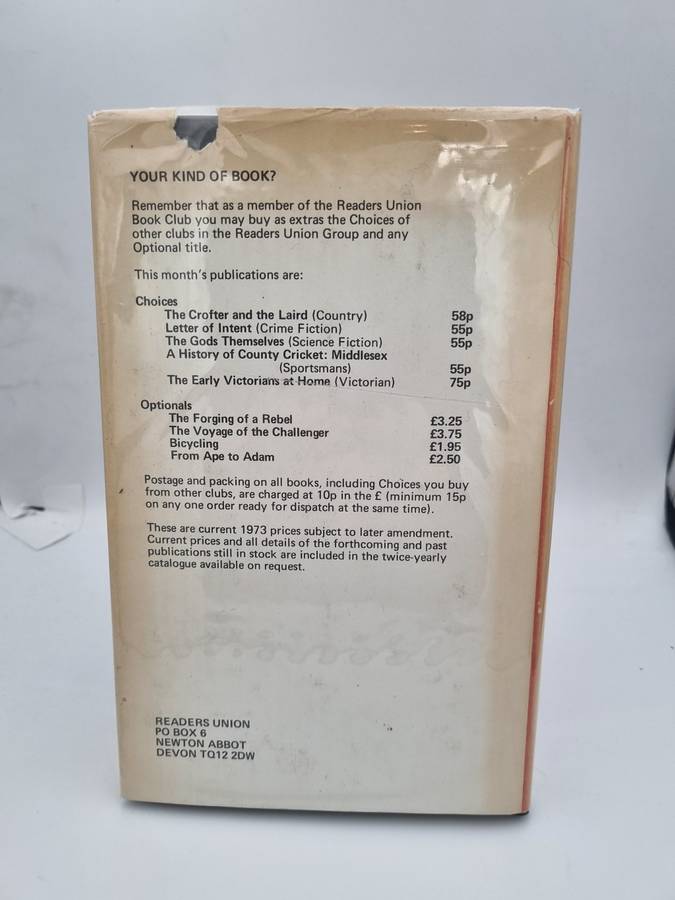 YOUR KIND OF BOOK?
Remember that as a member of the Readers Union
Book Club you may buy as extras the Choices of
other clubs in the Readers Union Group and any
Optional title.
This month's publications are:
Choices
The Crofter and the Laird (Country) 58p
Letter of Intent (Crime Fiction) 55p
The Gods Themselves (Science Fiction) 55p
A History of County Cricket: Middlesex
(Sportsmans) 55p
The Early Victorians at Home (Victorian) 75p
Optionals
The Forging of a Rebel £3.25
The Voyage of the Challenger £3.75
Bicycling £1.95
From Ape to Adam £2.50
Postage and packing on all books, including Choices you buy
from other clubs, are charged at 10p in the £ (minimum 15p
on any one order ready for dispatch at the same time).
These are current 1973 prices subject to later amendment.
Current prices and all details of the forthcoming and past
publications still in stock are included in the twice-yearly
catalogue available on request.
READERS UNION
PO BOX 6
NEWTON ABBOT
DEVON TQ12 2DW